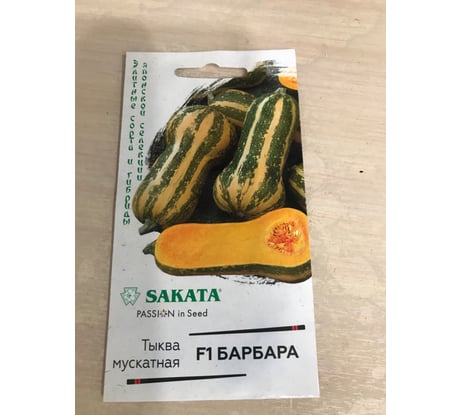 Элитные сорта и гибриды
японской селекции
SAKATA®
PASSION in Seed
Тыква
мускатная
F1 БАРБАРА